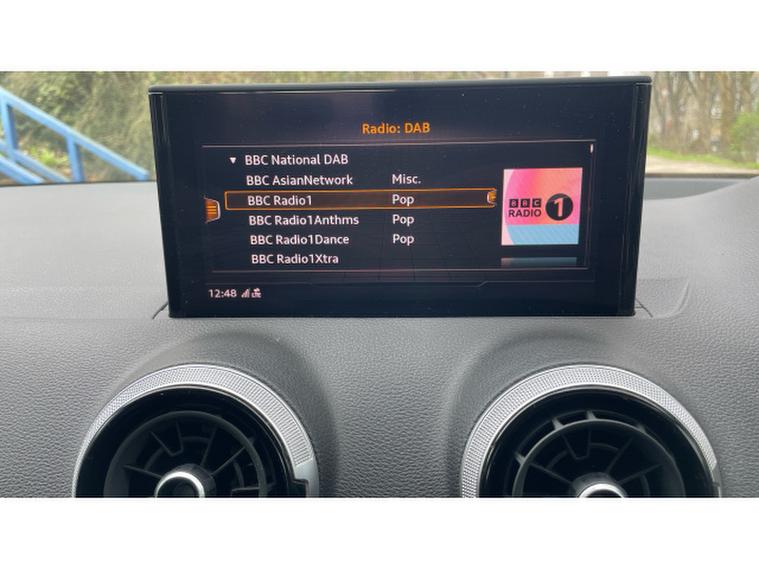 Radio: DAB
BBC National DAB
BBC AsianNetwork Misc.
BBC Radio1 Pop
BBC Radio1Anthms Pop
BBC Radio1Dance Pop
BBC Radio1Xtra
BBC
RADIO 1
12:48 LTE